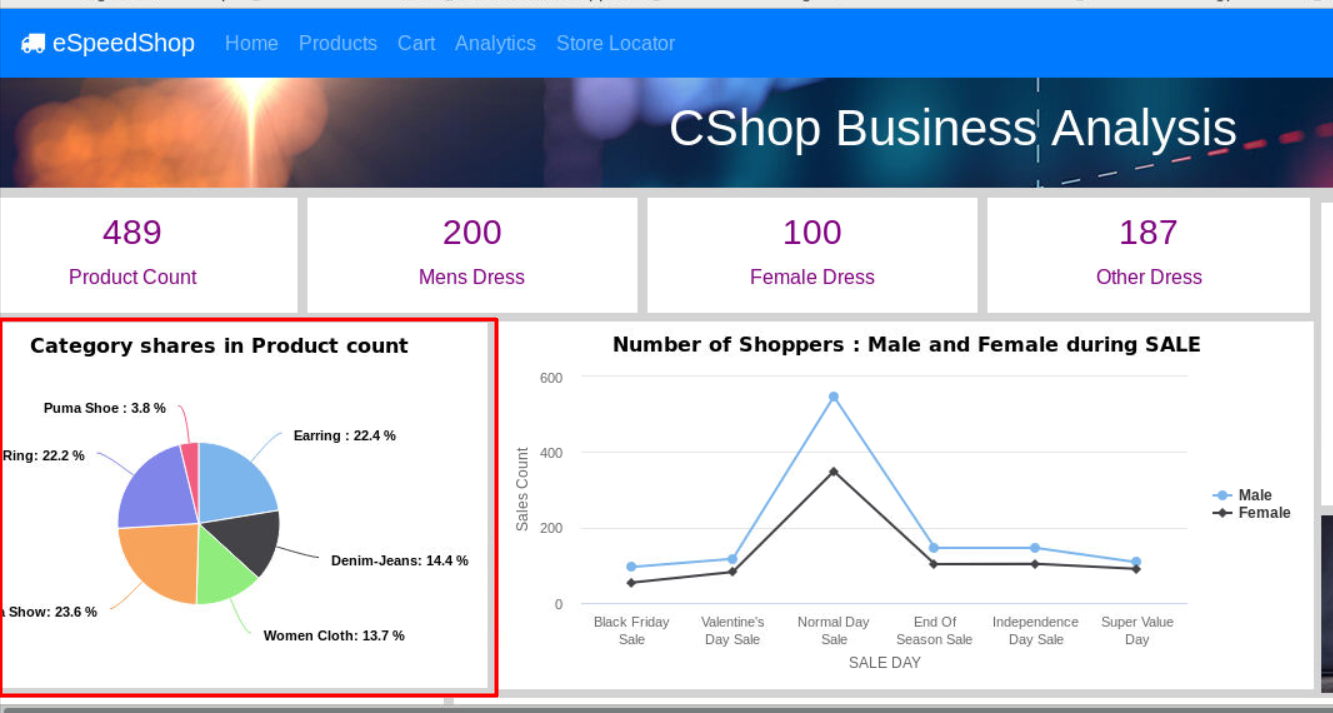 eSpeedShop Home Products Cart Analytics Store Locator
CShop Business Analysis
489
Product Count
200
Mens Dress
100
Female Dress
187
Other Dress
Category shares in Product count
Puma Shoe : 3.8 %
Earring : 22.4 %
Ring: 22.2 %
Denim-Jeans: 14.4 %
Show: 23.6 %
Women Cloth: 13.7 %
Number of Shoppers : Male and Female during SALE
600
400
200
0
Sales Count
Black Friday
Sale
Valentine's
Day Sale
Normal Day
Sale
End Of
Season Sale
Independence
Day Sale
Super Value
Day
SALE DAY
Male
Female